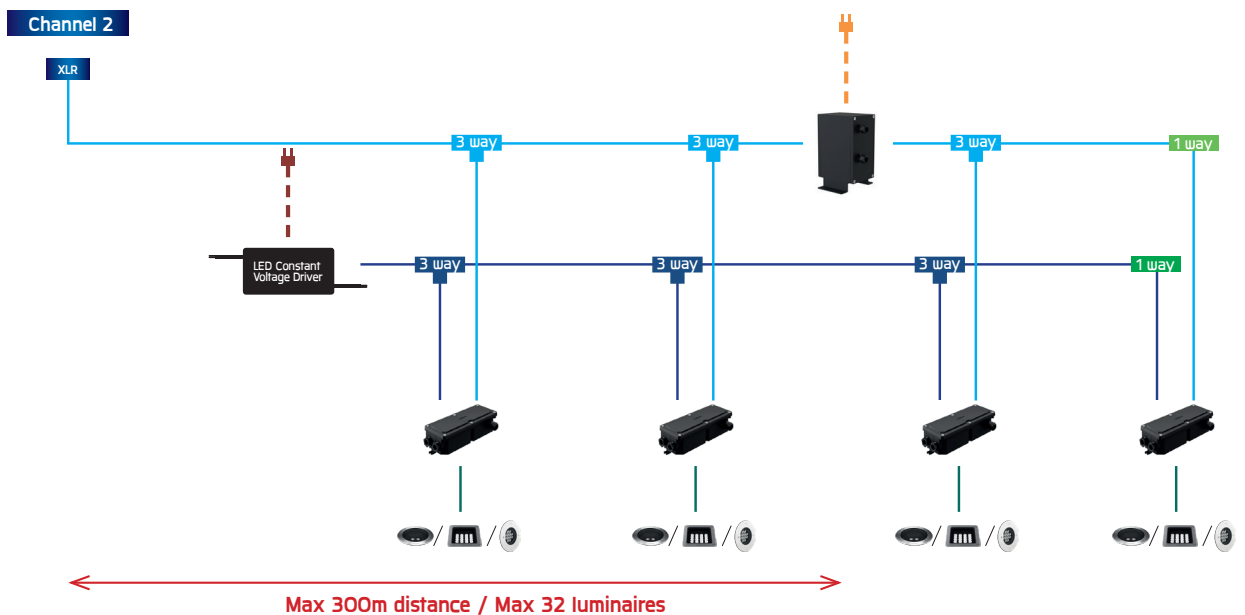 Channel 2
XLR
3 way
3 way
3 way
1 way
LED Constant
Voltage Driver
3 way
3 way
3 way
1 way
/ /
/ /
/ /
/ /
Max 300m distance / Max 32 luminaires